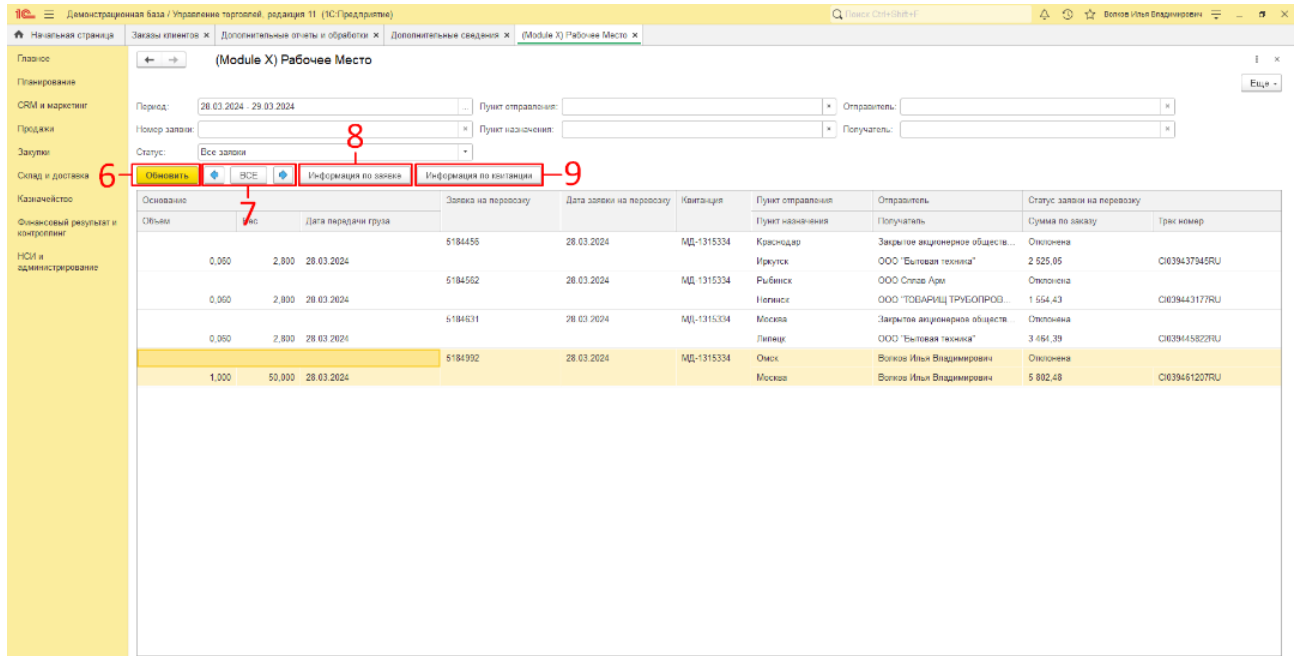 1С Демонстрационная база / Управление торговлей, редакция 11 (1С:Предприятие) Поиск Ctrl+Shift+F Волков Илья Владимирович
Начальная страница Заказы клиентов × Дополнительные отчеты и обработки × Дополнительные сведения × (Module X) Рабочее Место ×
Главное
Планирование
CRM и маркетинг
Продажи
Закупки
Склад и доставка
Казначейство
Финансовый результат и
контроллинг
НСИ и
администрирование
(Module X) Рабочее Место
Еще
Период: 28.03.2024 - 29.03.2024 ... Пункт отправления: Отправитель:
Номер заявки: Пункт назначения: Получатель:
Статус: Все заявки
8
6 Обновить ВСЕ Информация по заявке Информация по квитанции 9
7
Основание Заявка на перевозку Дата заявки на перевозку Квитанция Пункт отправления Отправитель Статус заявки на перевозку
Объем Вес Дата передачи груза Пункт назначения Получатель Сумма по заказу Трек номер
5184456 28.03.2024 МД-1315334 Краснодар Закрытое акционерное обществ... Отклонена
0,060 2,800 28.03.2024 Иркутск ООО "Бытовая техника" 2 525,05 CI039437945RU
5184562 28.03.2024 МД-1315334 Рыбинск ООО Сплав Арм Отклонена
0,060 2,800 28.03.2024 Ногинск ООО "ТОВАРИЩ ТРУБОПРОВ... 1 554,43 CI039443177RU
5184631 28.03.2024 МД-1315334 Москва Закрытое акционерное обществ... Отклонена
0,060 2,800 28.03.2024 Липецк ООО "Бытовая техника" 3 464,39 CI039445822RU
5184992 28.03.2024 МД-1315334 Омск Волков Илья Владимирович Отклонена
1,000 50,000 28.03.2024 Москва Волков Илья Владимирович 5 802,48 CI039461207RU